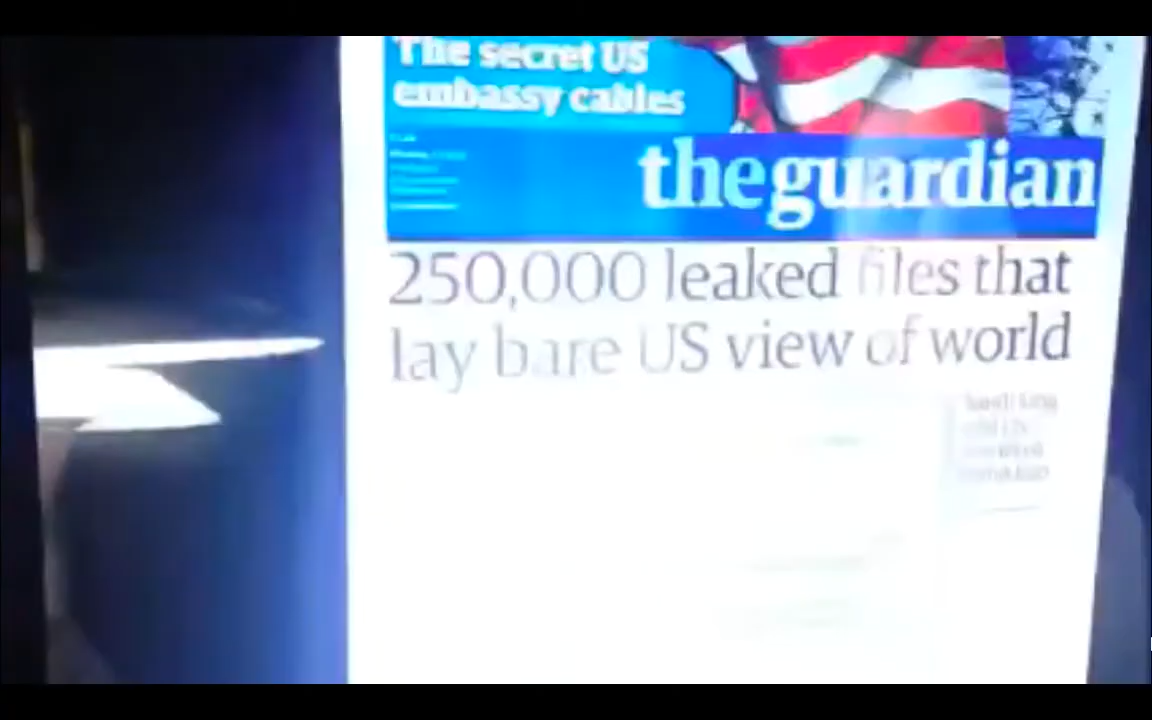 The secret US
embassy cables
theguardian
250,000 leaked files that
lay bare US view of world